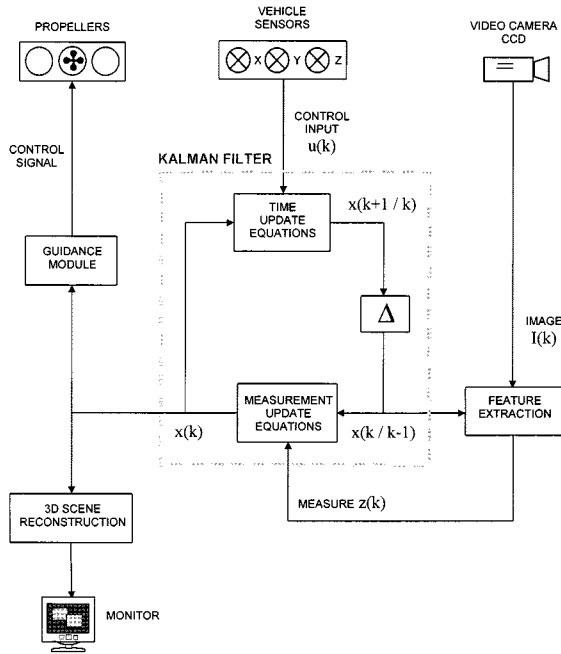 PROPELLERS
VEHICLE
SENSORS
VIDEO CAMERA
CCD
X Y Z
CONTROL
SIGNAL
CONTROL
INPUT
u(k)
KALMAN FILTER
TIME
UPDATE
EQUATIONS
x(k+1 / k)
GUIDANCE
MODULE
Δ
IMAGE
I(k)
MEASUREMENT
UPDATE
EQUATIONS
FEATURE
EXTRACTION
x(k)
x(k / k-1)
3D SCENE
RECONSTRUCTION
MEASURE z(k)
MONITOR